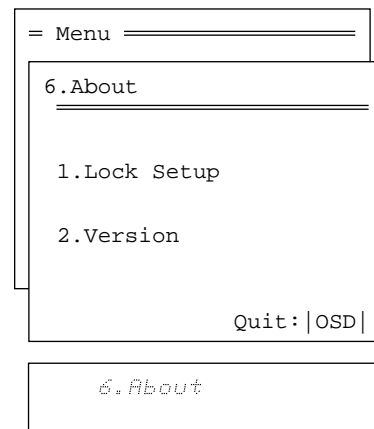 = Menu
6.About
1.Lock Setup
2.Version
Quit:|OSD|
6.About